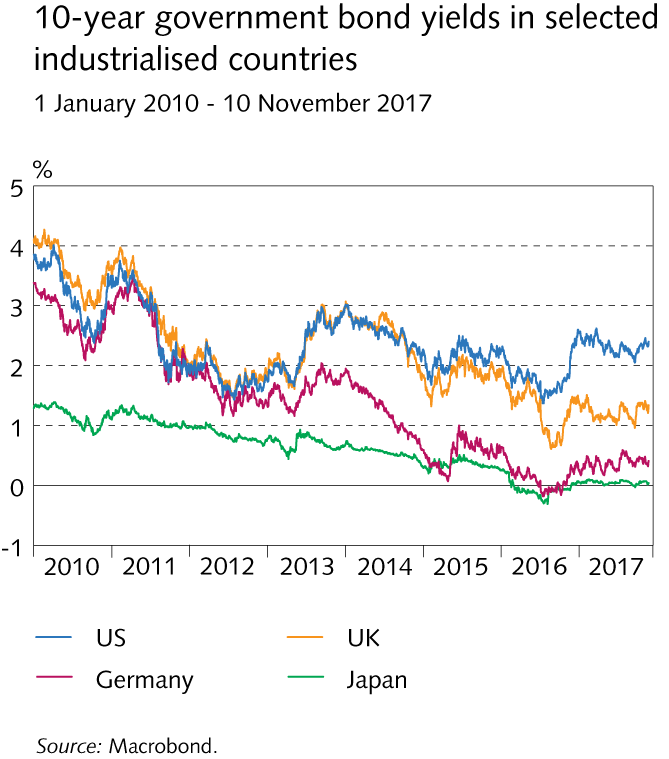 10-year government bond yields in selected
industrialised countries
1 January 2010 - 10 November 2017
%
5
4
3
2
1
0
-1
2010 2011 2012 2013 2014 2015 2016 2017
US UK
Germany Japan
Source: Macrobond.